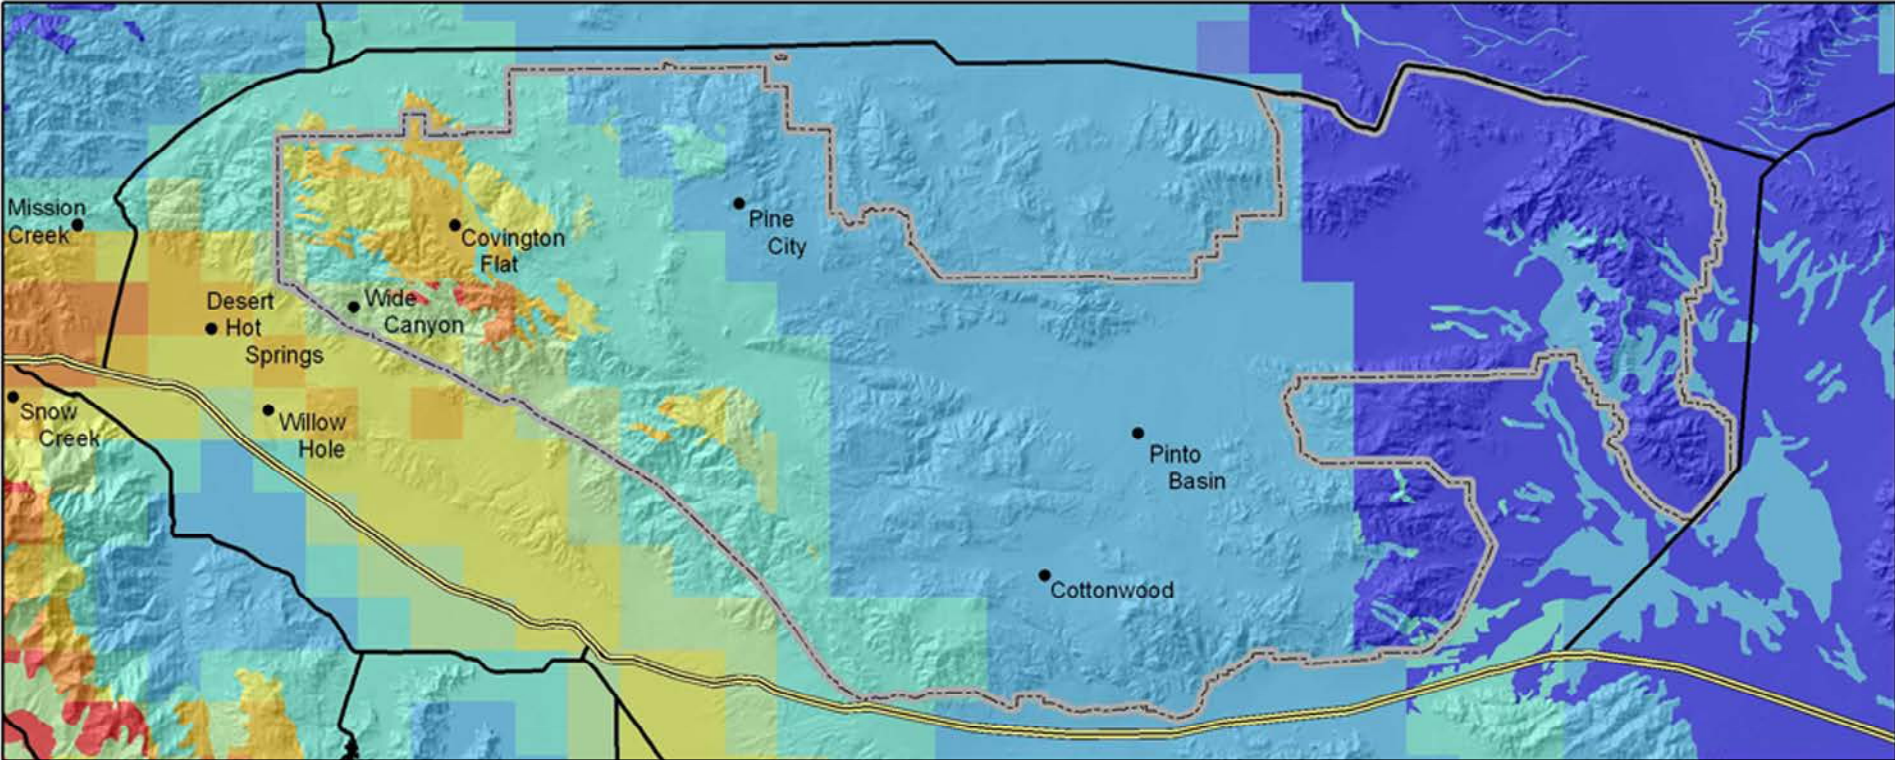 Mission
Creek
Pine
City
Covington
Flat
Desert
Hot
Springs
Wide
Canyon
Snow
Creek
Willow
Hole
Pinto
Basin
Cottonwood